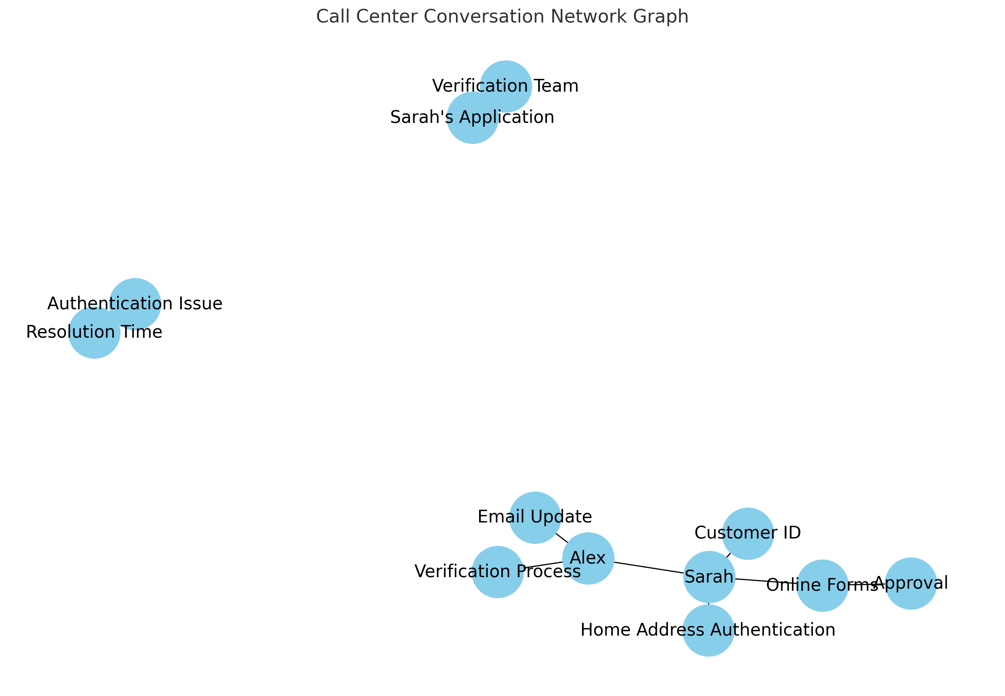 Call Center Conversation Network Graph
Verification Team
Sarah's Application
Authentication Issue
Resolution Time
Email Update
Customer ID
Alex
Verification Process
Sarah
Online Forms
Approval
Home Address Authentication